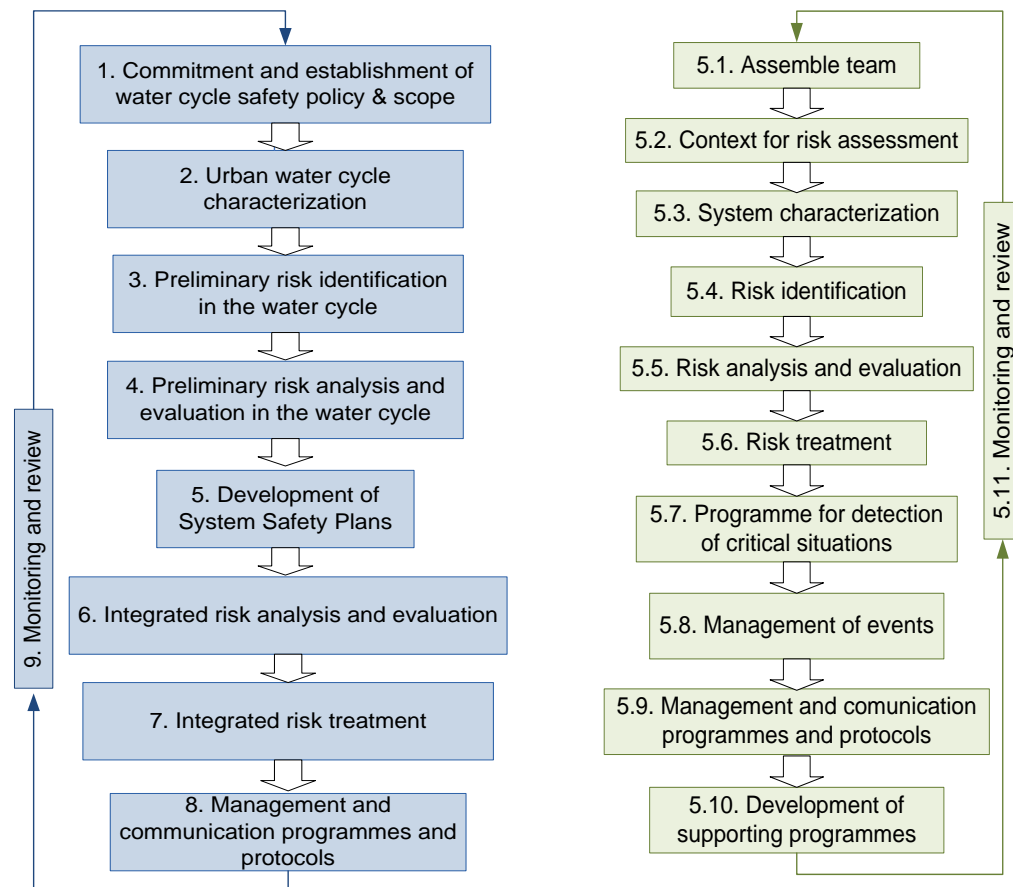 1. Commitment and establishment of
water cycle safety policy & scope
2. Urban water cycle
characterization
3. Preliminary risk identification
in the water cycle
4. Preliminary risk analysis and
evaluation in the water cycle
5. Development of
System Safety Plans
6. Integrated risk analysis and evaluation
7. Integrated risk treatment
8. Management and
communication programmes and
protocols
9. Monitoring and review
5.1. Assemble team
5.2. Context for risk assessment
5.3. System characterization
5.4. Risk identification
5.5. Risk analysis and evaluation
5.6. Risk treatment
5.7. Programme for detection
of critical situations
5.8. Management of events
5.9. Management and comunication
programmes and protocols
5.10. Development of
supporting programmes
5.11. Monitoring and review